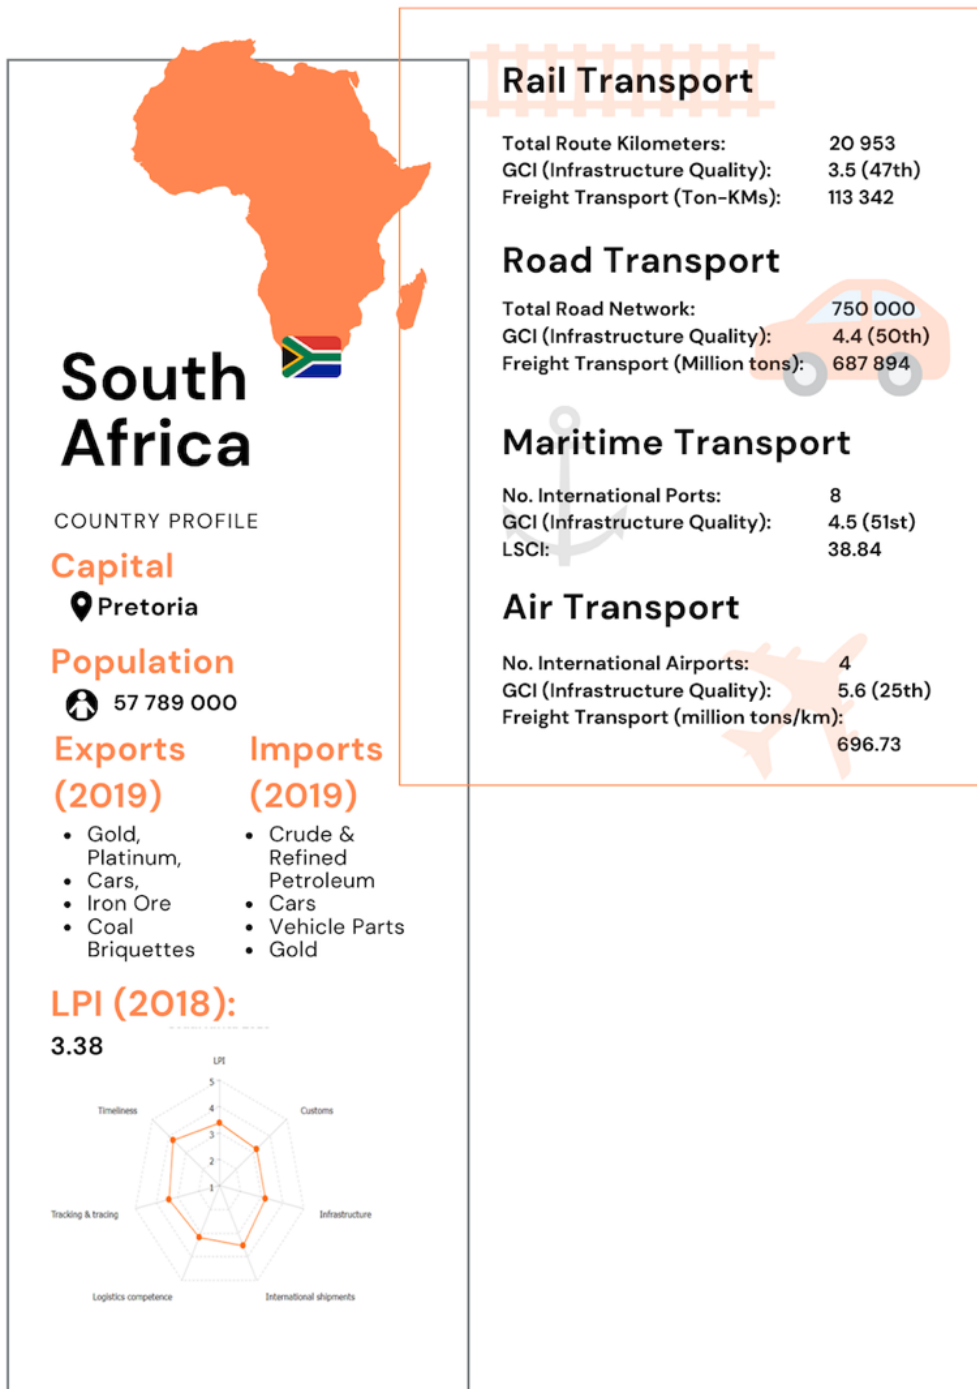 South
Africa
COUNTRY PROFILE
Capital
Pretoria
Population
57 789 000
Exports
(2019)
• Gold,
Platinum,
• Cars,
• Iron Ore
• Coal
Briquettes
Imports
(2019)
• Crude &
Refined
Petroleum
• Cars
• Vehicle Parts
• Gold
LPI (2018):
3.38
LPI
5
4
3
2
1
Timeliness
Customs
Tracking & tracing
Infrastructure
Logistics competence
International shipments
Rail Transport
Total Route Kilometers: 20 953
GCI (Infrastructure Quality): 3.5 (47th)
Freight Transport (Ton-KMs): 113 342
Road Transport
Total Road Network: 750 000
GCI (Infrastructure Quality): 4.4 (50th)
Freight Transport (Million tons): 687 894
Maritime Transport
No. International Ports: 8
GCI (Infrastructure Quality): 4.5 (51st)
LSCI: 38.84
Air Transport
No. International Airports: 4
GCI (Infrastructure Quality): 5.6 (25th)
Freight Transport (million tons/km):
696.73